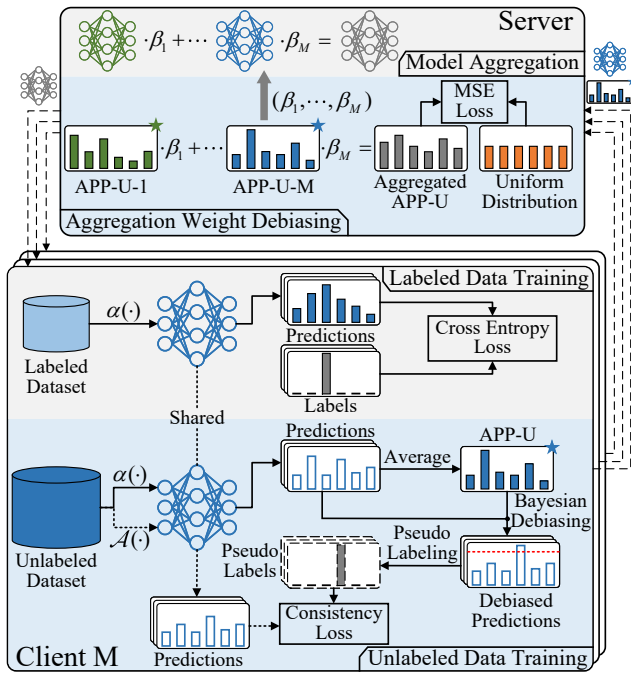 Server
·β1 + ··· ·βM =
Model Aggregation
(β1, ···, βM)
MSE
Loss
·β1 + ··· ·βM =
APP-U-1
APP-U-M
Aggregated
APP-U
Uniform
Distribution
Aggregation Weight Debiasing
Labeled Data Training
α(·)
Labeled
Dataset
Predictions
Cross Entropy
Loss
Labels
Shared
Predictions
APP-U
Average
α(·)
𝒜(·)
Unlabeled
Dataset
Bayesian
Debiasing
Pseudo
Labels
Pseudo
Labeling
Debiased
Predictions
Consistency
Loss
Predictions
Client M
Unlabeled Data Training